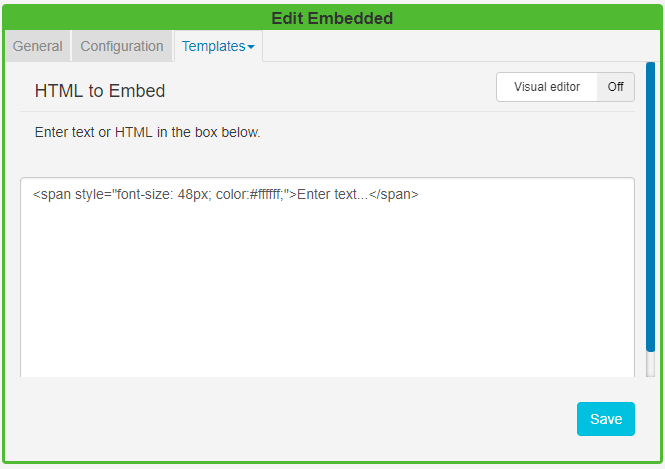 Edit Embedded
General Configuration Templates
HTML to Embed Visual editor Off
Enter text or HTML in the box below.
<span style="font-size: 48px; color:#ffffff;">Enter text...</span>
Save